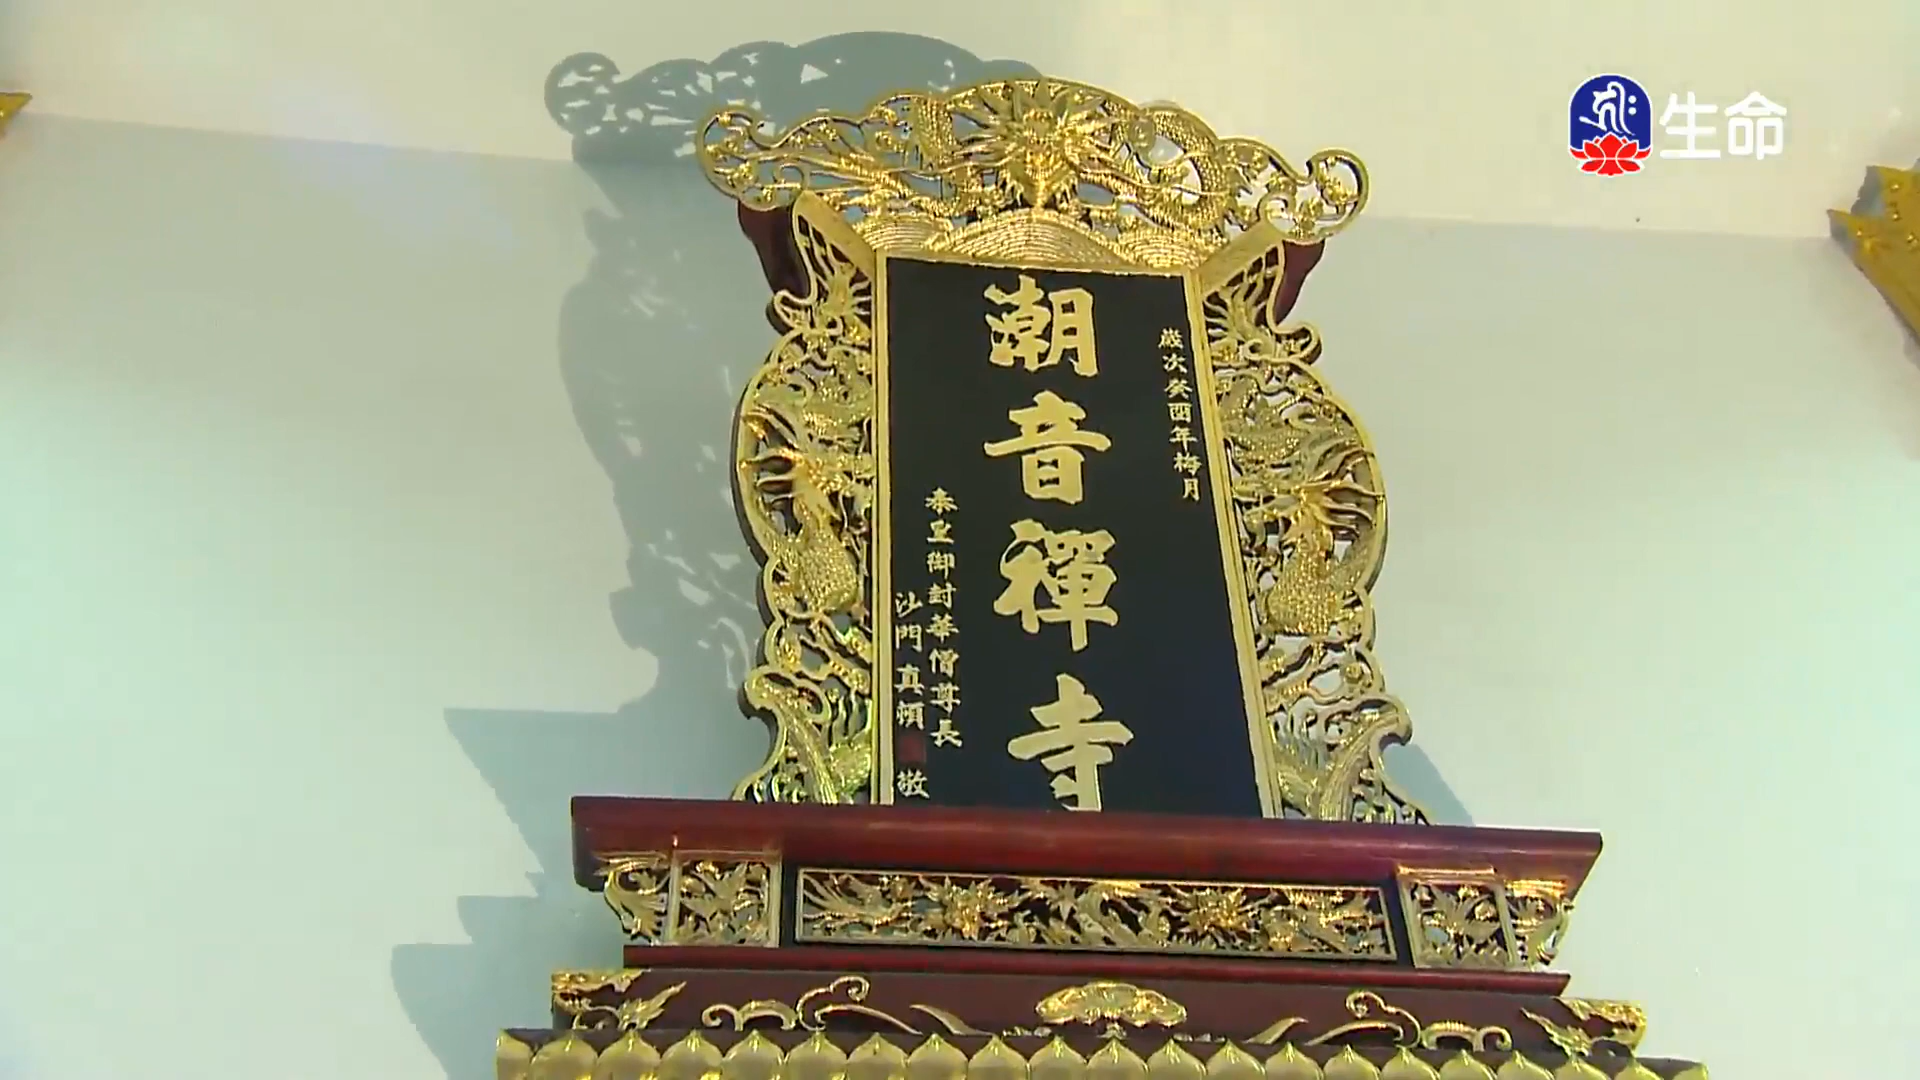 生命
歲次癸酉年梅月
潮音禪寺
泰皇御封華僧尊長
沙門真頓
敬